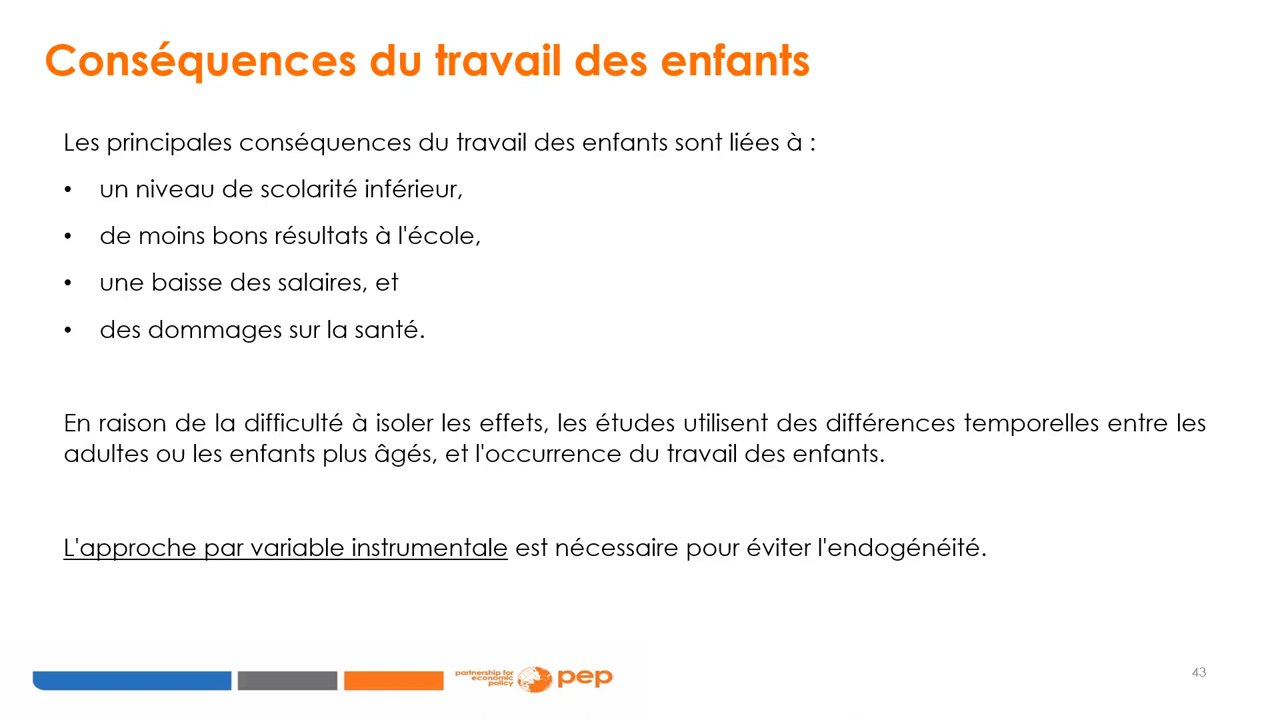 Conséquences du travail des enfants
Les principales conséquences du travail des enfants sont liées à :
• un niveau de scolarité inférieur,
• de moins bons résultats à l'école,
• une baisse des salaires, et
• des dommages sur la santé.
En raison de la difficulté à isoler les effets, les études utilisent des différences temporelles entre les
adultes ou les enfants plus âgés, et l'occurrence du travail des enfants.
L'approche par variable instrumentale est nécessaire pour éviter l'endogénéité.
partnership for
economic
policy
pep
43